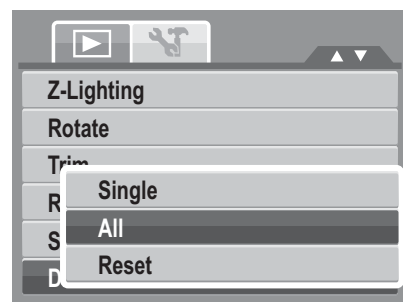 Z-Lighting
Rotate
Trim
R
Single
S
All
D
Reset